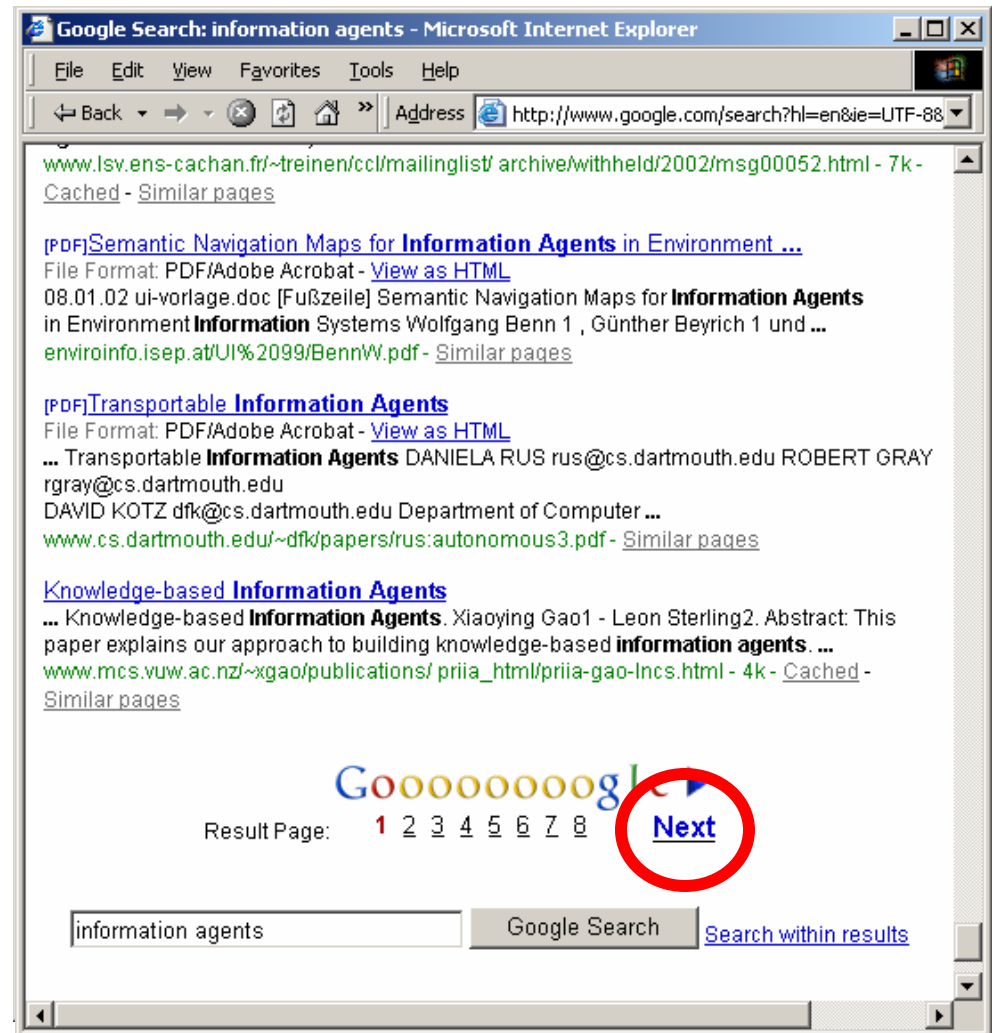 Google Search: information agents - Microsoft Internet Explorer
File Edit View Favorites Tools Help
Back » Address http://www.google.com/search?hl=en&ie=UTF-88
www.lsv.ens-cachan.fr/~treinen/ccl/mailinglist/ archive/withheld/2002/msg00052.html - 7k -
Cached - Similar pages
[PDF]Semantic Navigation Maps for Information Agents in Environment ...
File Format: PDF/Adobe Acrobat - View as HTML
08.01.02 ui-vorlage.doc [Fußzeile] Semantic Navigation Maps for Information Agents
in Environment Information Systems Wolfgang Benn 1 , Günther Beyrich 1 und ...
enviroinfo.isep.at/UI%2099/BennW.pdf - Similar pages
[PDF]Transportable Information Agents
File Format: PDF/Adobe Acrobat - View as HTML
... Transportable Information Agents DANIELA RUS rus@cs.dartmouth.edu ROBERT GRAY
rgray@cs.dartmouth.edu
DAVID KOTZ dfk@cs.dartmouth.edu Department of Computer ...
www.cs.dartmouth.edu/~dfk/papers/rus:autonomous3.pdf - Similar pages
Knowledge-based Information Agents
... Knowledge-based Information Agents. Xiaoying Gao1 - Leon Sterling2. Abstract: This
paper explains our approach to building knowledge-based information agents. ...
www.mcs.vuw.ac.nz/~xgao/publications/ priia_html/priia-gao-lncs.html - 4k - Cached -
Similar pages
Goooooooogle
Result Page: 1 2 3 4 5 6 7 8 Next
information agents Google Search Search within results